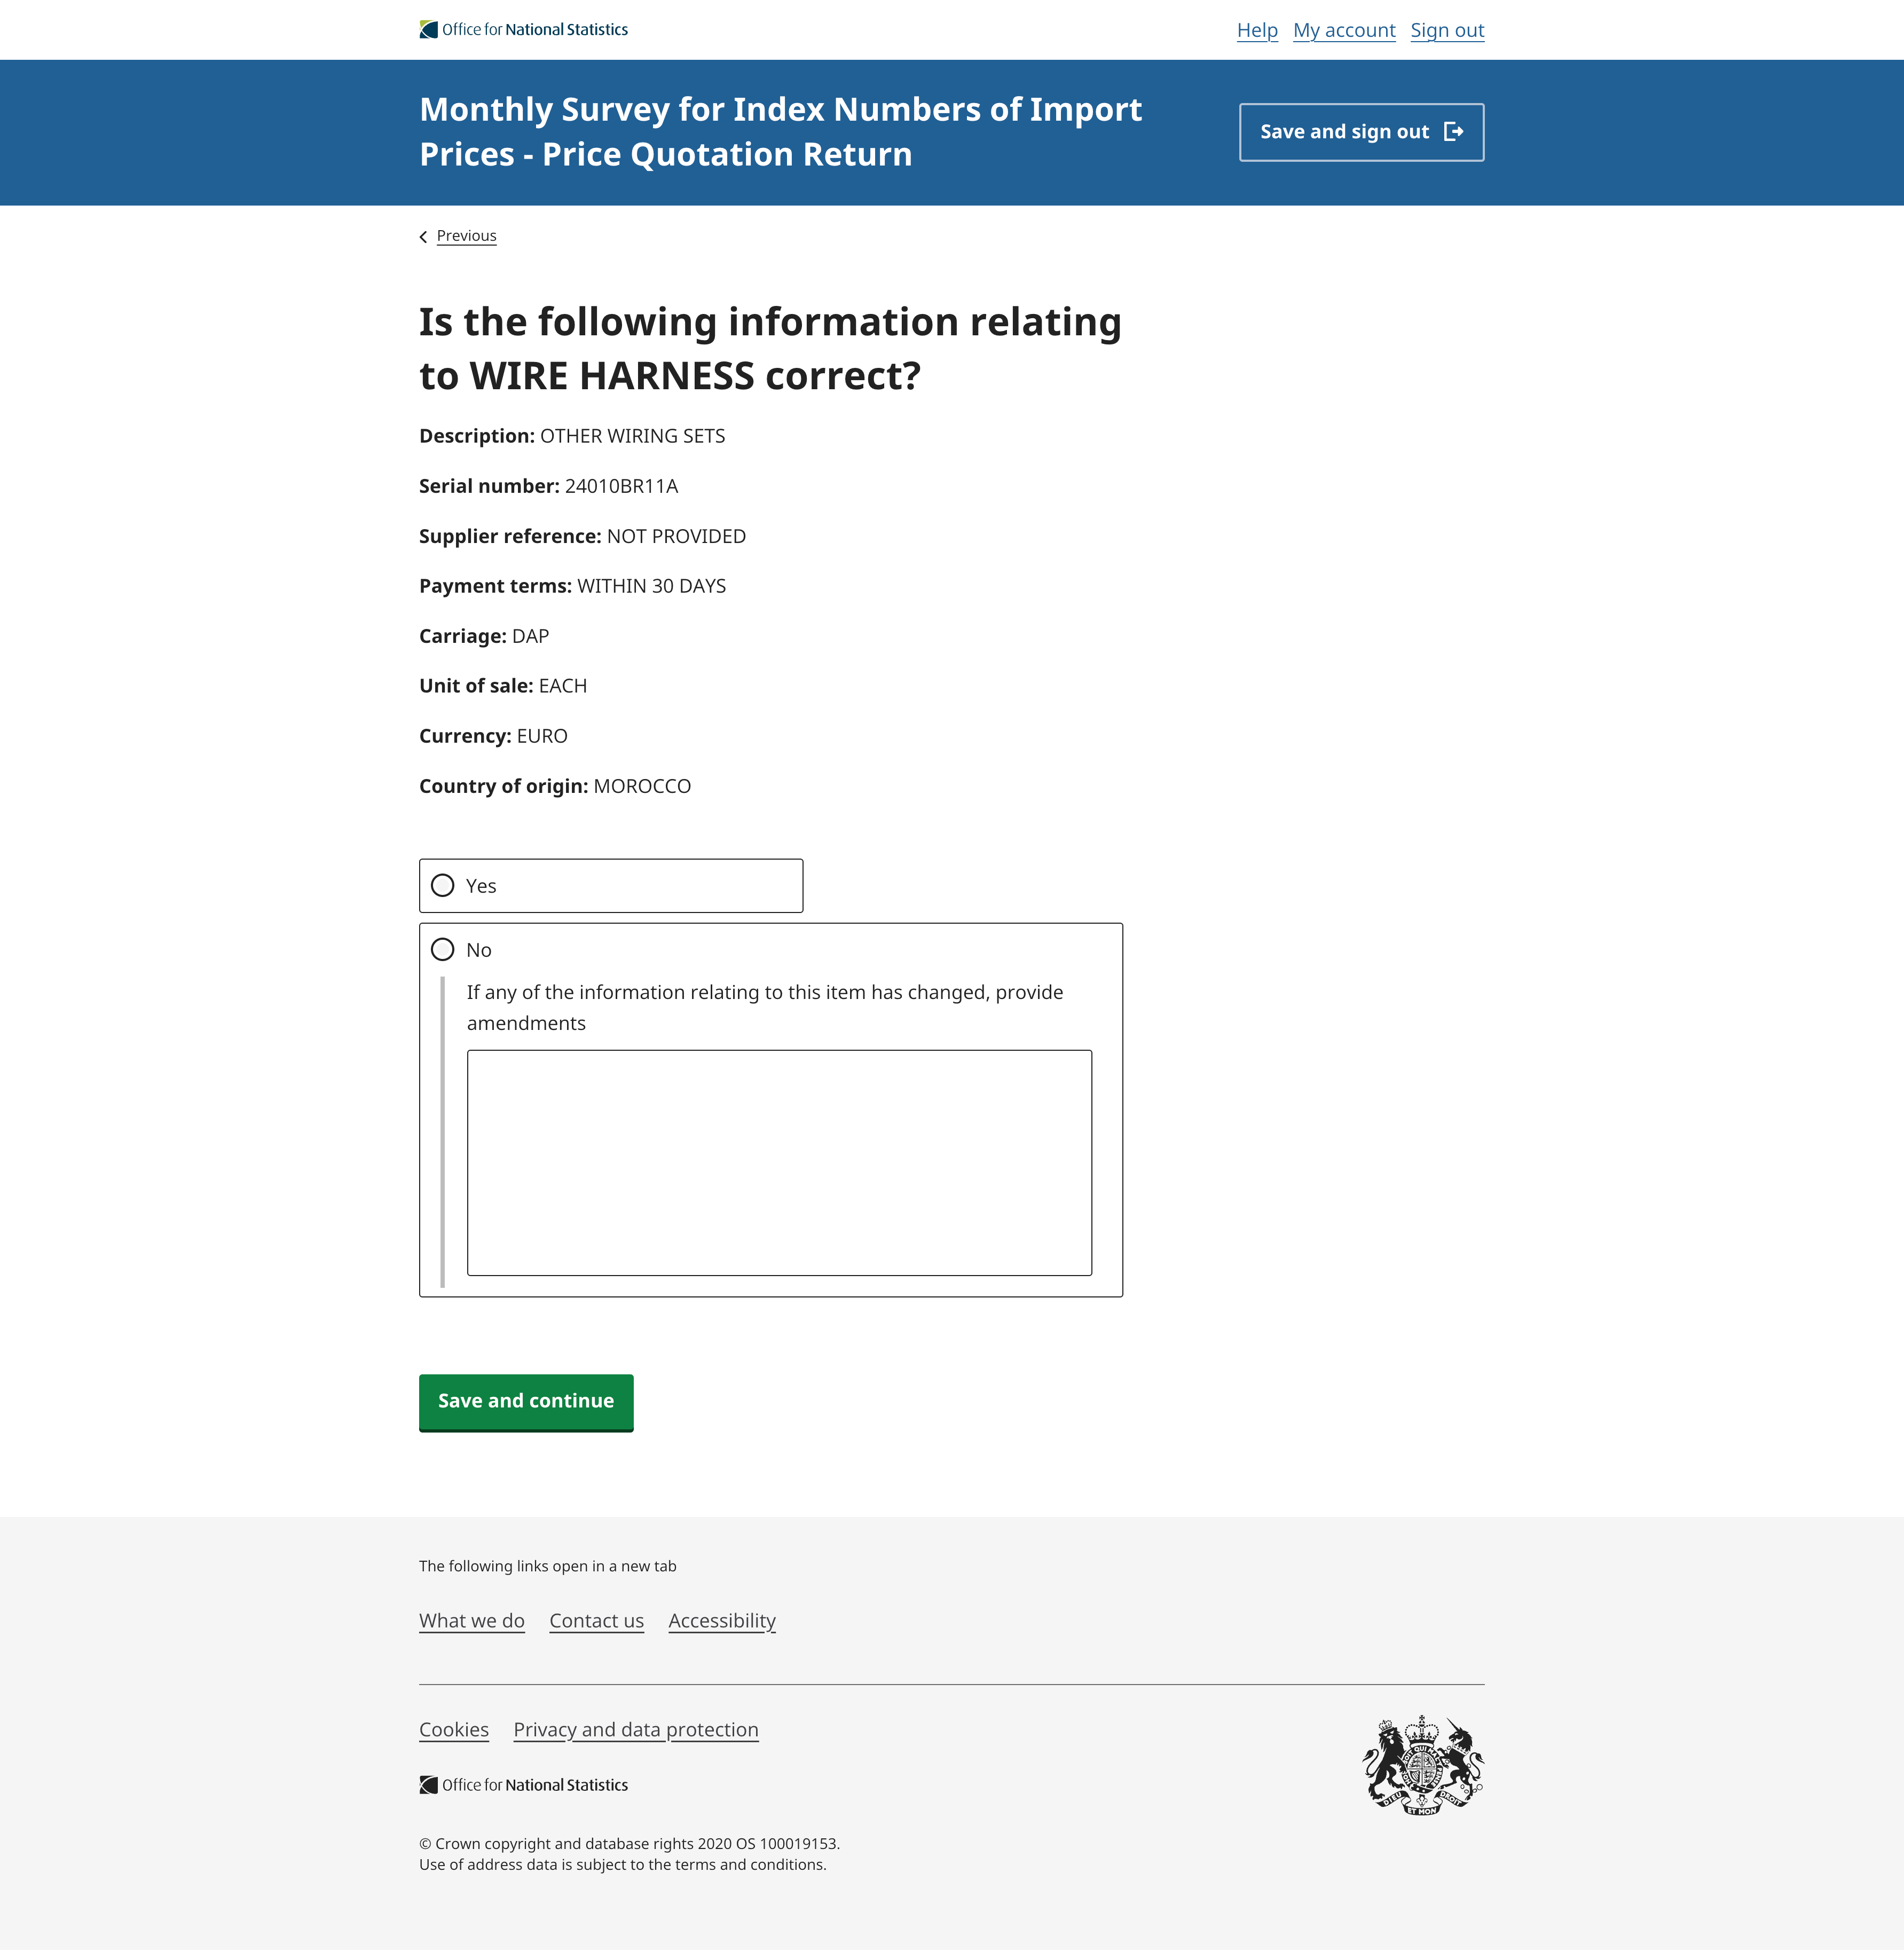 Office for National Statistics
Help My account Sign out
Monthly Survey for Index Numbers of Import
Prices - Price Quotation Return
Save and sign out
Previous
Is the following information relating
to WIRE HARNESS correct?
Description: OTHER WIRING SETS
Serial number: 24010BR11A
Supplier reference: NOT PROVIDED
Payment terms: WITHIN 30 DAYS
Carriage: DAP
Unit of sale: EACH
Currency: EURO
Country of origin: MOROCCO
Yes
No
If any of the information relating to this item has changed, provide
amendments
Save and continue
The following links open in a new tab
What we do Contact us Accessibility
Cookies Privacy and data protection
Office for National Statistics
DIEU ET MON DROIT
© Crown copyright and database rights 2020 OS 100019153.
Use of address data is subject to the terms and conditions.